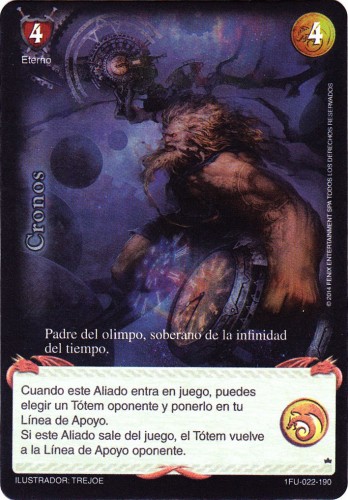 4
4
Eterno
Cronos
© 2014 FENIX ENTERTAINMENT SPA TODOS LOS DERECHOS RESERVADOS
Padre del olimpo, soberano de la infinidad
del tiempo.
Cuando este Aliado entra en juego, puedes
elegir un Tótem oponente y ponerlo en tu
Línea de Apoyo.
Si este Aliado sale del juego, el Tótem vuelve
a la Línea de Apoyo oponente.
ILUSTRADOR: TREJOE
1FU-022-190